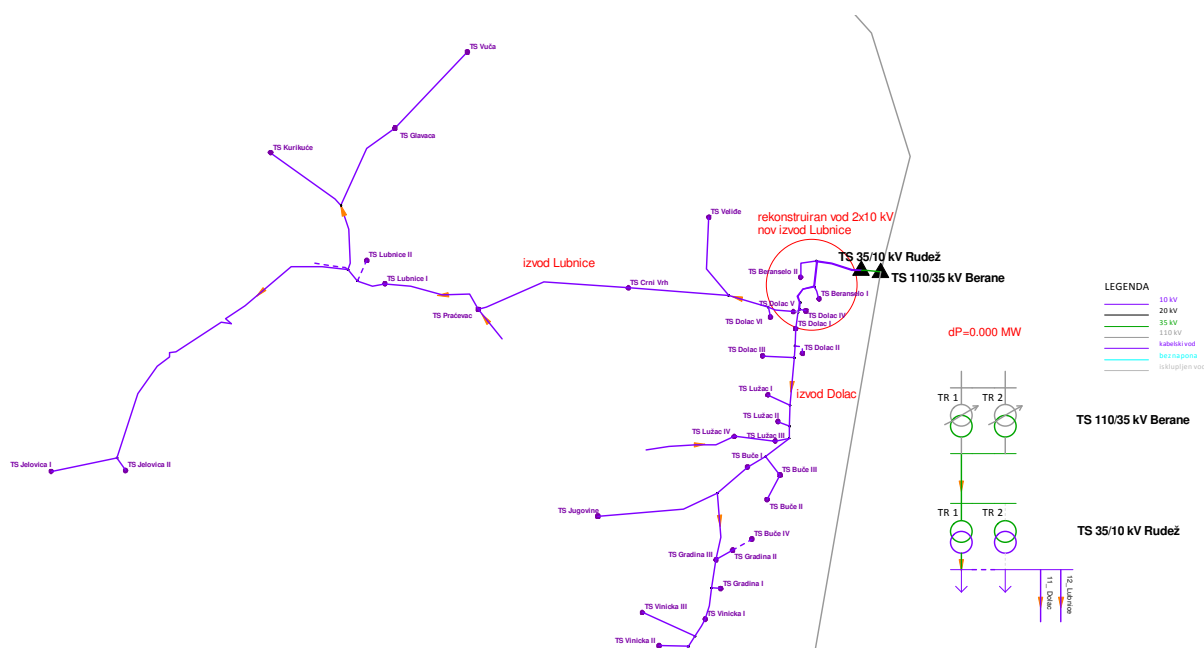 TS Vuča
TS Glavaca
TS Kurikuće
TS Veliđe
rekonstruiran vod 2x10 kV
nov izvod Lubnice
TS Lubnice II
izvod Lubnice
TS 35/10 kV Rudež
TS Beranselo II
TS 110/35 kV Berane
TS Lubnice I
TS Crni Vrh
TS Beranselo I
TS Praćevac
TS Dolac V
TS Dolac IV
TS Dolac VI
TS Dolac I
TS Dolac III
TS Dolac II
TS Lužac I
izvod Dolac
TS Lužac II
TS Lužac IV
TS Lužac III
TS Buče I
TS Jelovica I
TS Jelovica II
TS Buče III
TS Buče II
TS Jugovine
TS Buče IV
TS Gradina III
TS Gradina II
TS Gradina I
TS Vinicka III
TS Vinicka I
TS Vinicka II
LEGENDA
10 kV
20 kV
35 kV
110 kV
kabelski vod
bez napona
isključen vod
dP=0.000 MW
TR 1
TR 2
TS 110/35 kV Berane
TR 1
TR 2
TS 35/10 kV Rudež
11_ Dolac
12_Lubnice